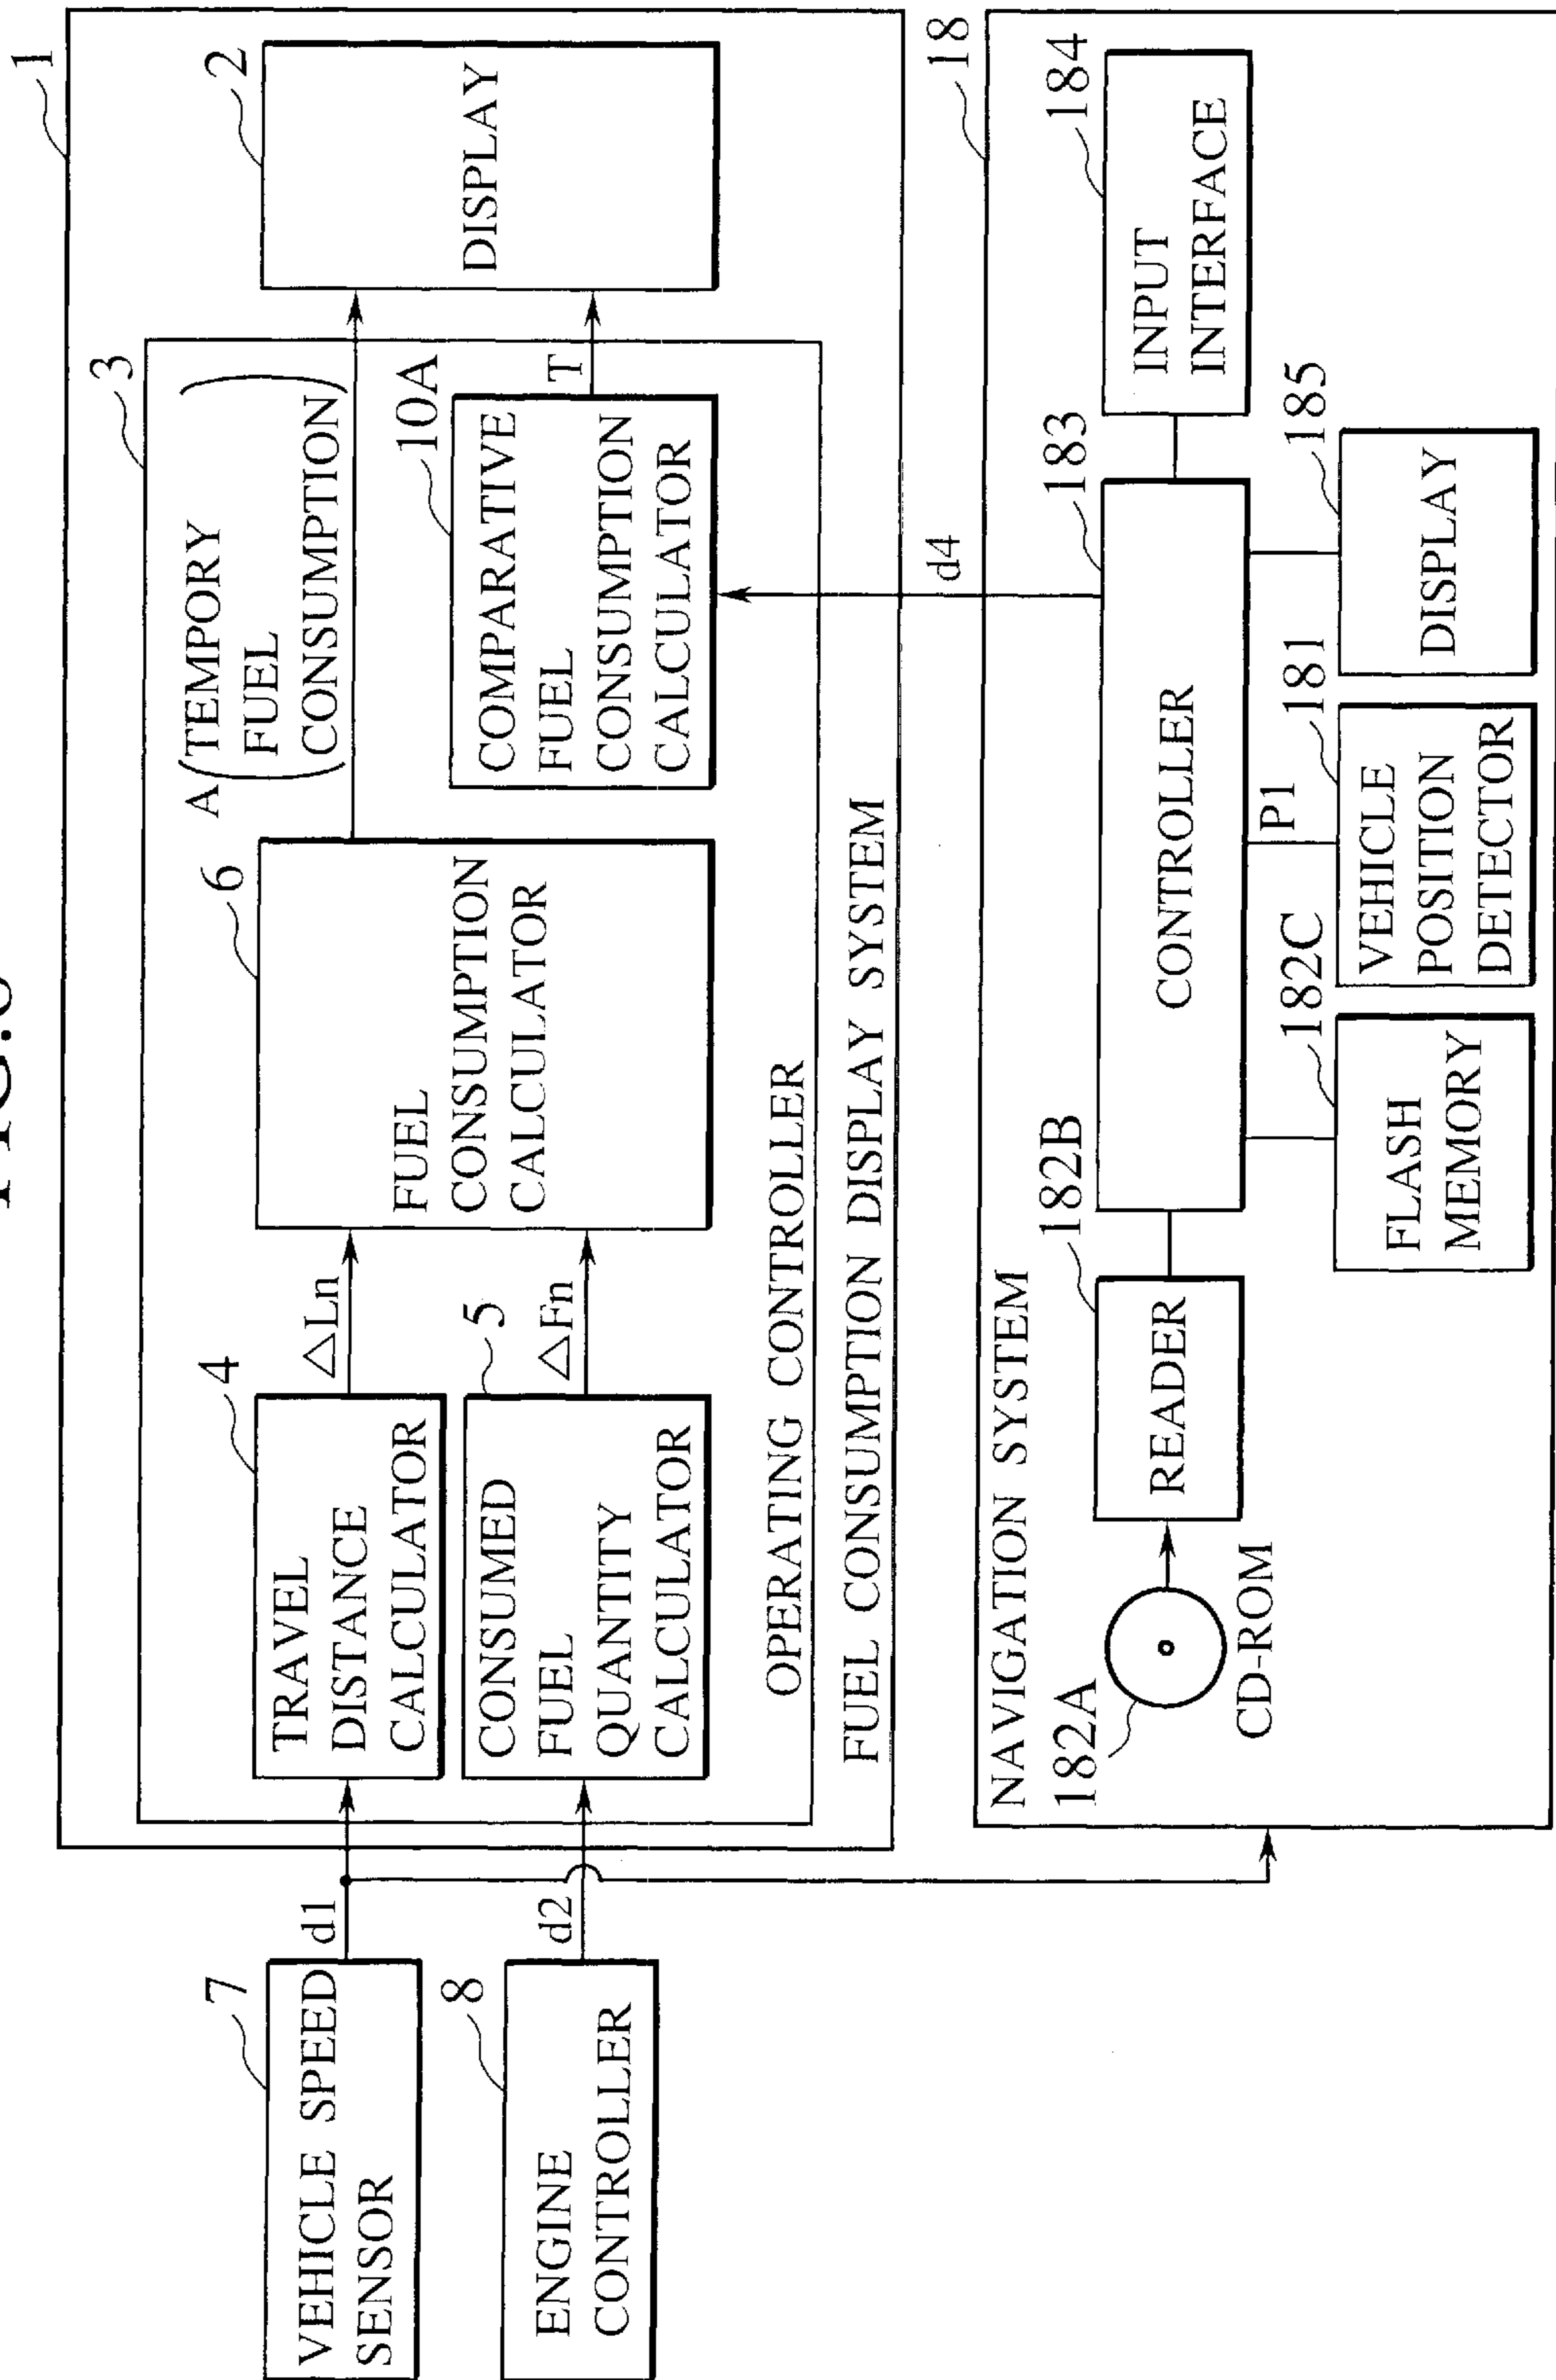 1
3
2
7
VEHICLE SPEED
SENSOR
d1
4
TRAVEL
DISTANCE
CALCULATOR
△Ln
6
FUEL
CONSUMPTION
CALCULATOR
A
TEMPORY
FUEL
CONSUMPTION
DISPLAY
8
ENGINE
CONTROLLER
d2
5
CONSUMED
FUEL
QUANTITY
CALCULATOR
△Fn
10A
COMPARATIVE
FUEL
CONSUMPTION
CALCULATOR
T
OPERATING CONTROLLER
FUEL CONSUMPTION DISPLAY SYSTEM
d4
18
NAVIGATION SYSTEM
182A
CD-ROM
182B
READER
183
CONTROLLER
184
INPUT
INTERFACE
182C
FLASH
MEMORY
P1
181
VEHICLE
POSITION
DETECTOR
185
DISPLAY